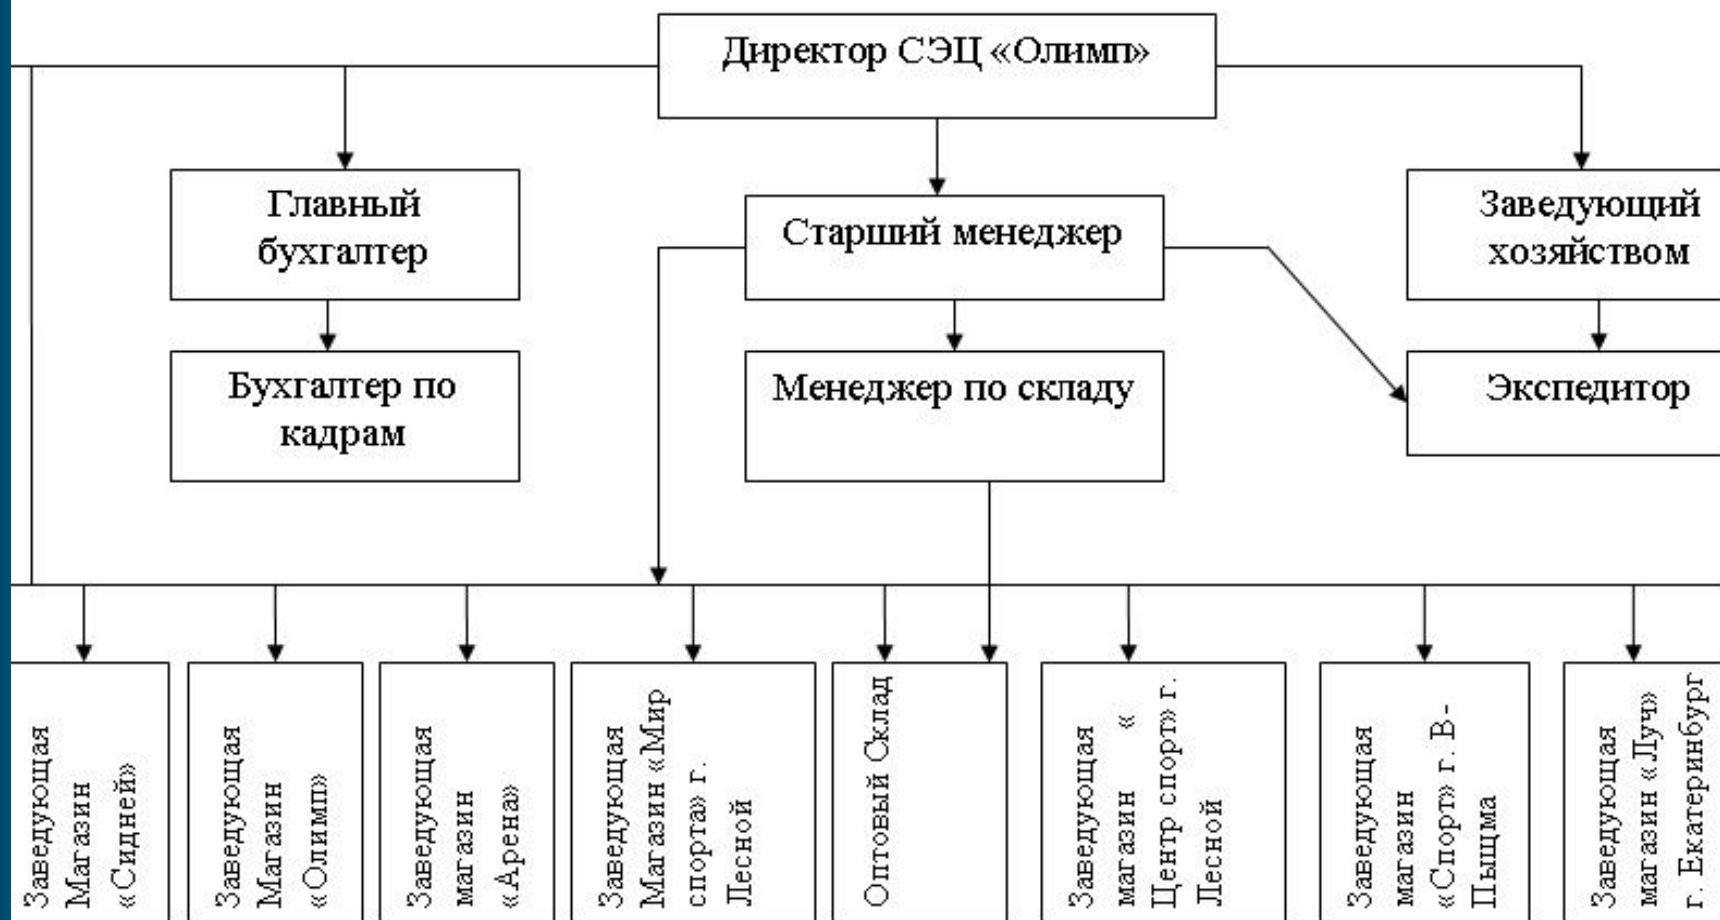 Директор СЭЦ «Олимп»
Главный
бухгалтер
Старший менеджер
Заведующий
хозяйством
Бухгалтер по
кадрам
Менеджер по складу
Экспедитор
Заведующая
Магазин
«Сидней»
Заведующая
Магазин
«Олимп»
Заведующая
магазин
«Арена»
Заведующая
Магазин «Мир
спорта» г.
Лесной
Оптовый Склад
Заведующая
магазин «
Центр спорт» г.
Лесной
Заведующая
магазин
«Спорт» г. В-
Пыщма
Заведующая
магазин «Луч»
г. Екатеринбург